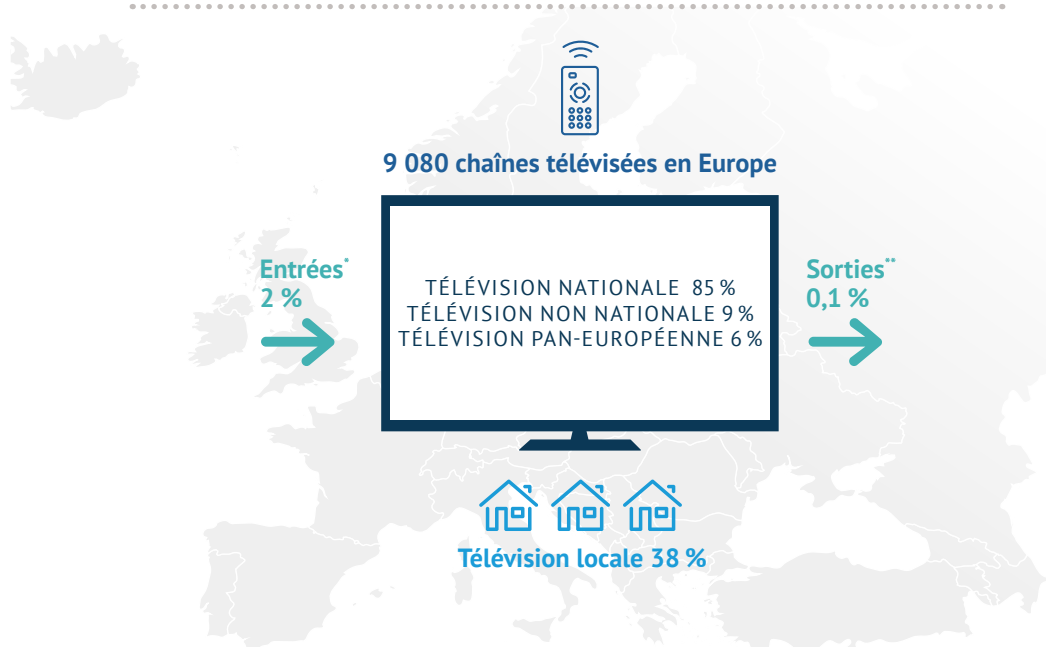 9 080 chaînes télévisées en Europe
Entrées*
2 %
TÉLÉVISION NATIONALE 85 %
TÉLÉVISION NON NATIONALE 9 %
TÉLÉVISION PAN-EUROPÉENNE 6 %
Sorties**
0,1 %
Télévision locale 38 %